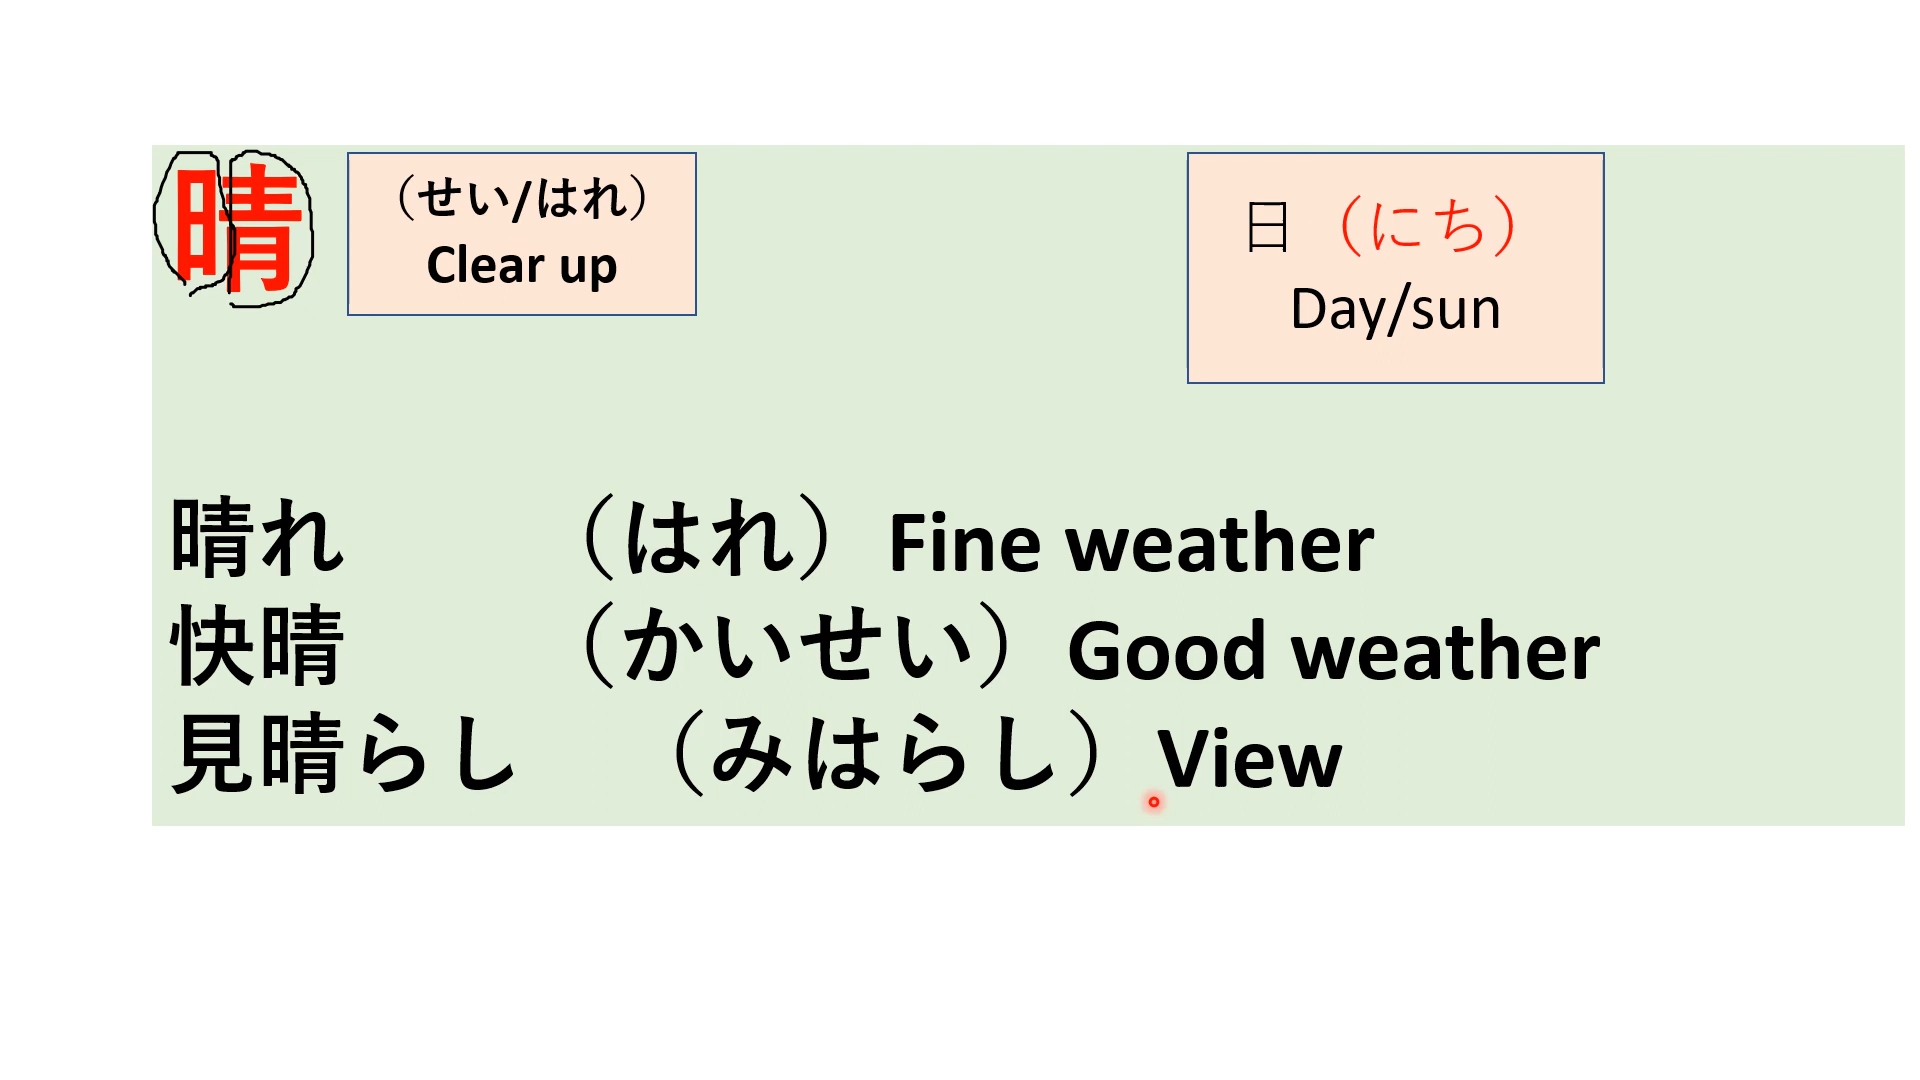 晴
（せい/はれ）
Clear up
日（にち）
Day/sun
晴れ （はれ）Fine weather
快晴 （かいせい）Good weather
見晴らし （みはらし）View